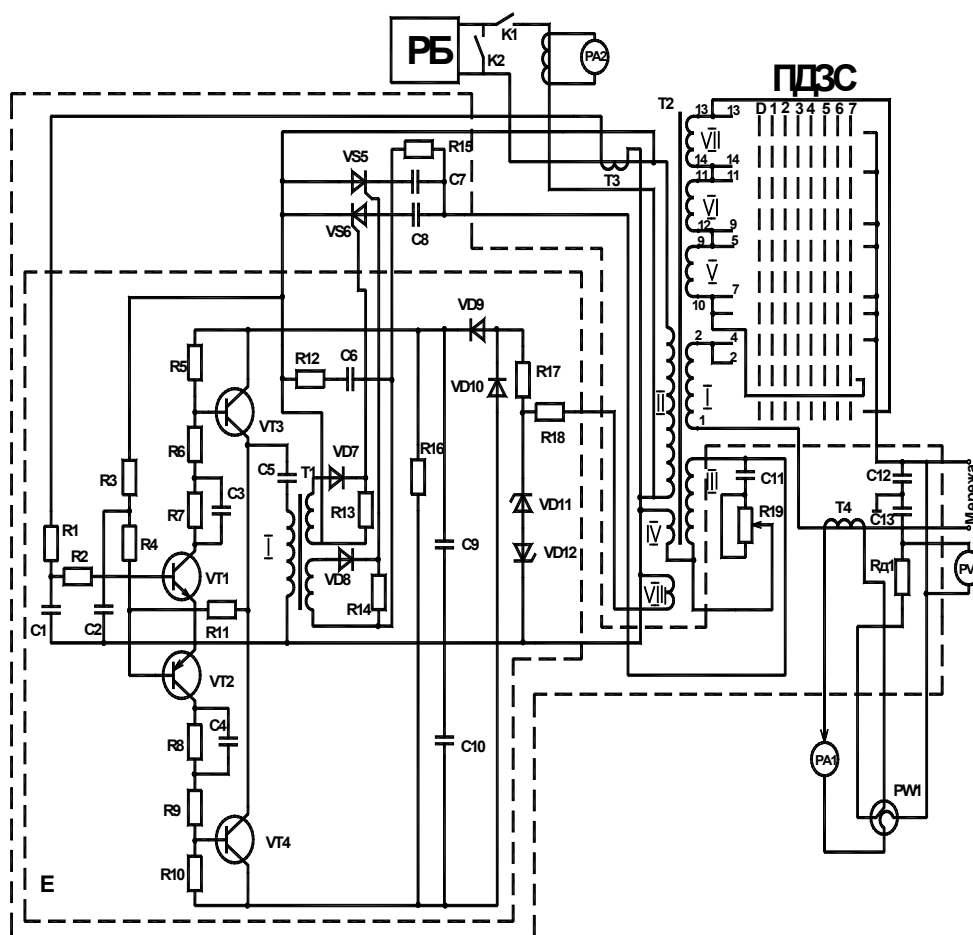 РБ
K1
K2
PA2
ПДЗС
T2
13 13
D 1 2 3 4 5 6 7
VII
14 14
11 11
VI
12 9
9 5
V
10 7
2 4
2
I
1
R15
VS5
C7
T3
VS6
C8
VD9
R5
R12
C6
R17
VD10
VT3
R18
II
R6
R16
C5
T1
VD7
III
C11
C12
R3
C3
R7
R13
VD11
R19
T4
C13
Мережа
R1
R4
I
C9
IV
R2
VT1
VD8
VD12
Rд1
PV
VIII
R14
C1
C2
R11
VT2
C4
R8
C10
PA1
R9
PW1
VT4
R10
E